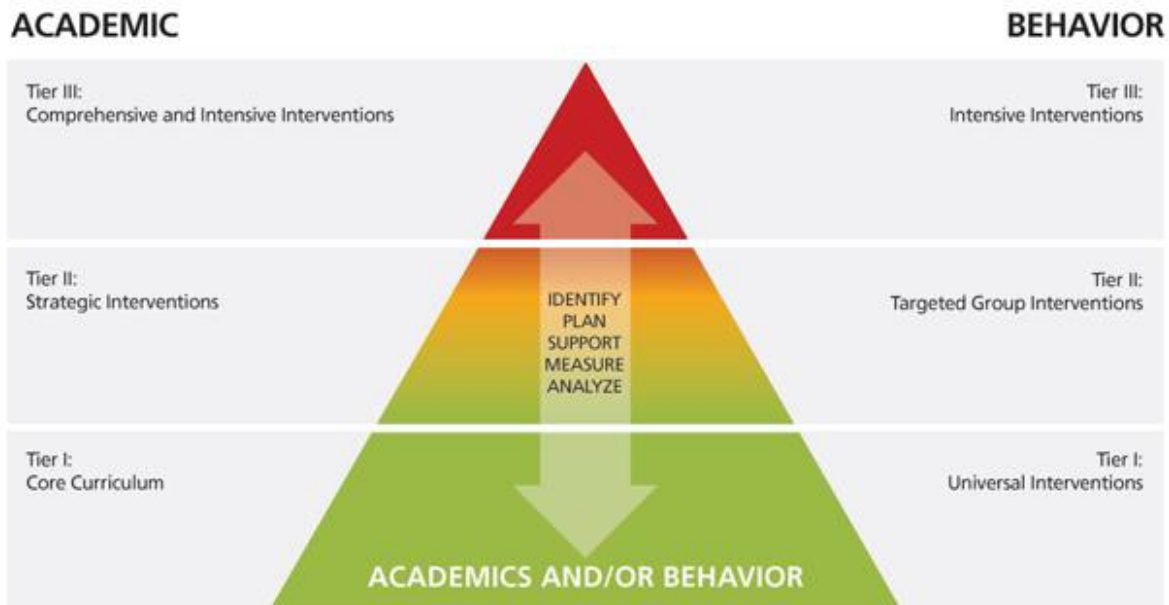 ACADEMIC
BEHAVIOR
Tier III:
Comprehensive and Intensive Interventions
Tier III:
Intensive Interventions
Tier II:
Strategic Interventions
IDENTIFY
PLAN
SUPPORT
MEASURE
ANALYZE
Tier II:
Targeted Group Interventions
Tier I:
Core Curriculum
Tier I:
Universal Interventions
ACADEMICS AND/OR BEHAVIOR